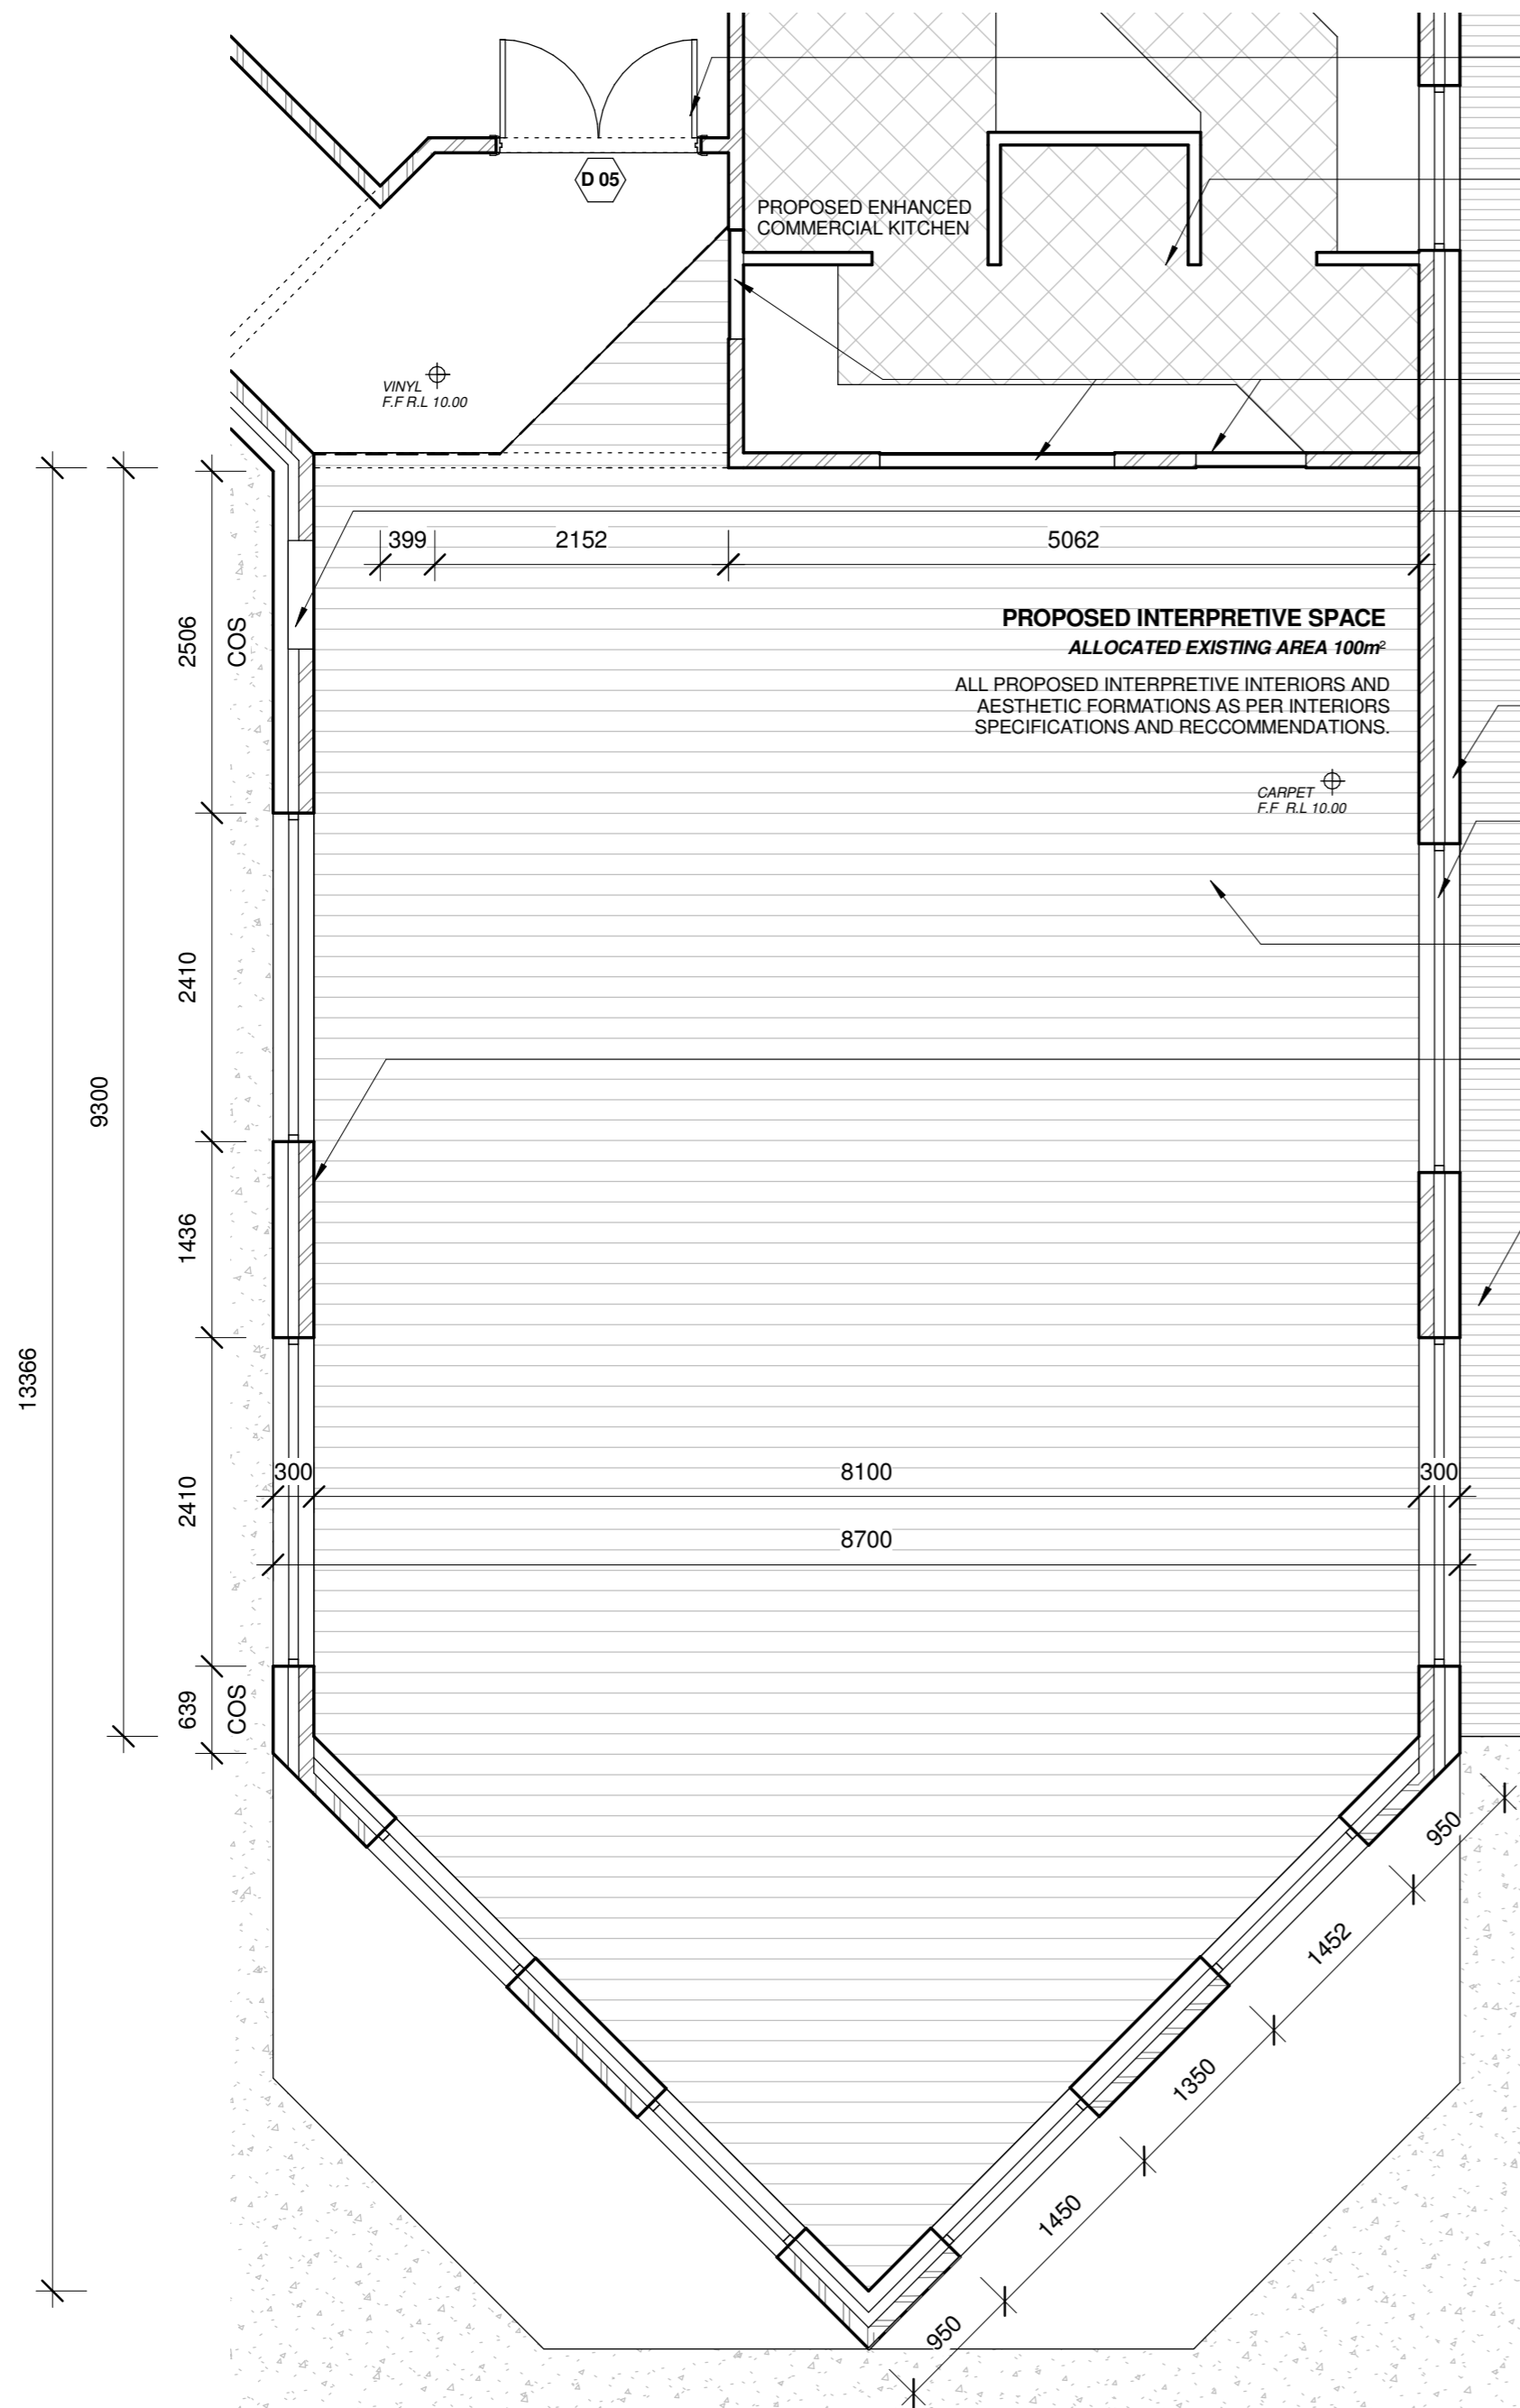 D 05
PROPOSED ENHANCED
COMMERCIAL KITCHEN
VINYL
F.F R.L 10.00
399
2152
5062
2506
COS
PROPOSED INTERPRETIVE SPACE
ALLOCATED EXISTING AREA 100m²
ALL PROPOSED INTERPRETIVE INTERIORS AND
AESTHETIC FORMATIONS AS PER INTERIORS
SPECIFICATIONS AND RECCOMMENDATIONS.
CARPET
F.F R.L 10.00
2410
9300
1436
13366
2410
300
8100
300
8700
639
COS
950
1452
1350
1450
950